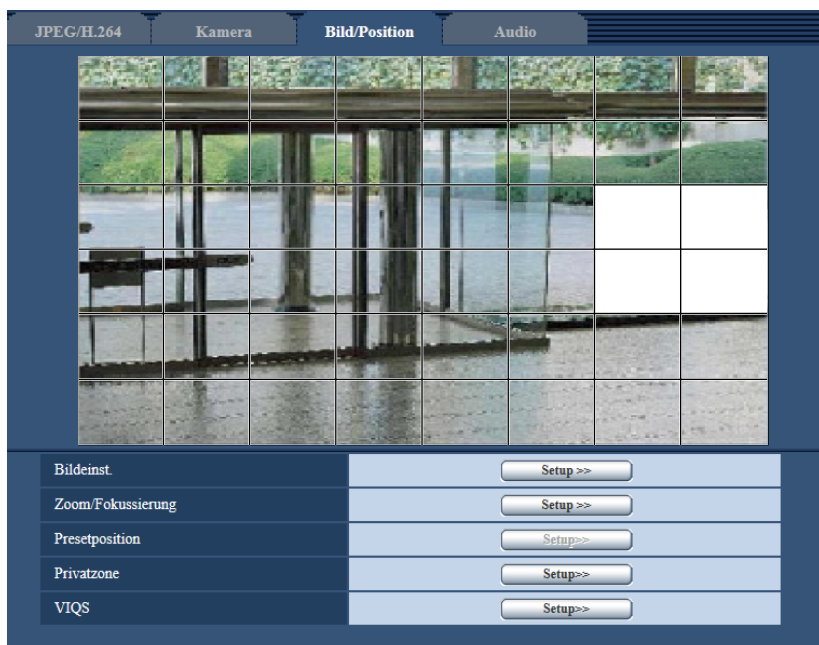 JPEG/H.264 Kamera Bild/Position Audio
Bildeinst. Setup >>
Zoom/Fokussierung Setup >>
Presetposition Setup>>
Privatzone Setup>>
VIQS Setup>>